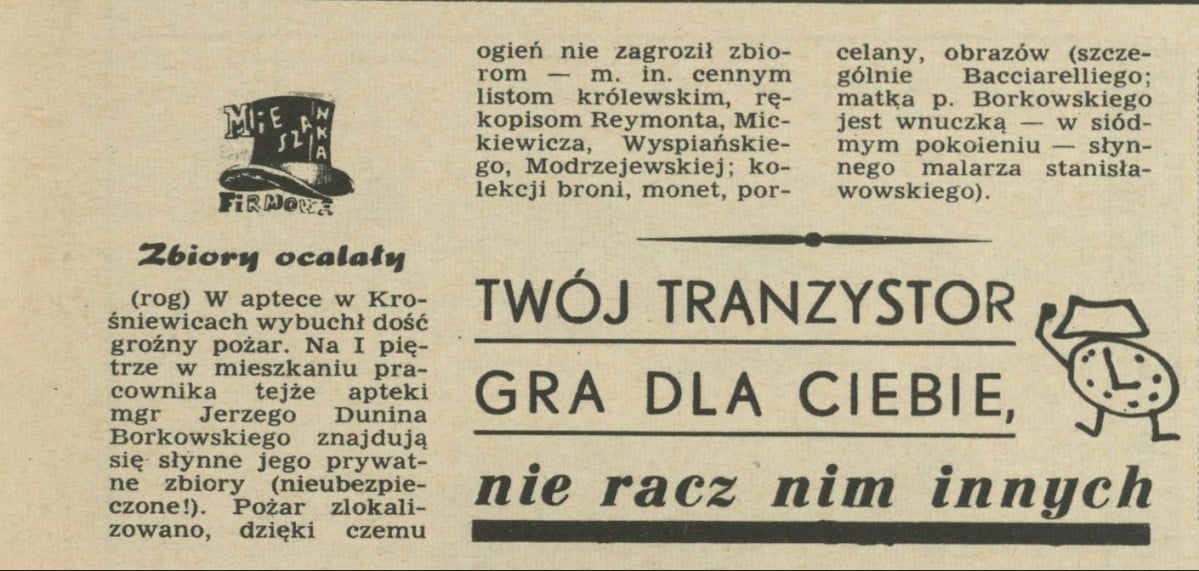 MIESZANKA
FIRMOWA
Zbiory ocalały
(rog) W aptece w Kro-
śniewicach wybuchł dość
groźny pożar. Na I pię-
trze w mieszkaniu pra-
cownika tejże apteki
mgr Jerzego Dunina
Borkowskiego znajdują
się słynne jego prywat-
ne zbiory (nieubezpie-
czone!). Pożar zlokali-
zowano, dzięki czemu
ogień nie zagroził zbio-
rom — m. in. cennym
listom królewskim, rę-
kopisom Reymonta, Mic-
kiewicza, Wyspiańskie-
go, Modrzejewskiej; ko-
lekcji broni, monet, por-
celany, obrazów (szcze-
gólnie Bacciarelliego;
matka p. Borkowskiego
jest wnuczką — w siód-
mym pokoieniu — słyn-
nego malarza stanisła-
wowskiego).
TWÓJ TRANZYSTOR
GRA DLA CIEBIE,
nie racz nim innych